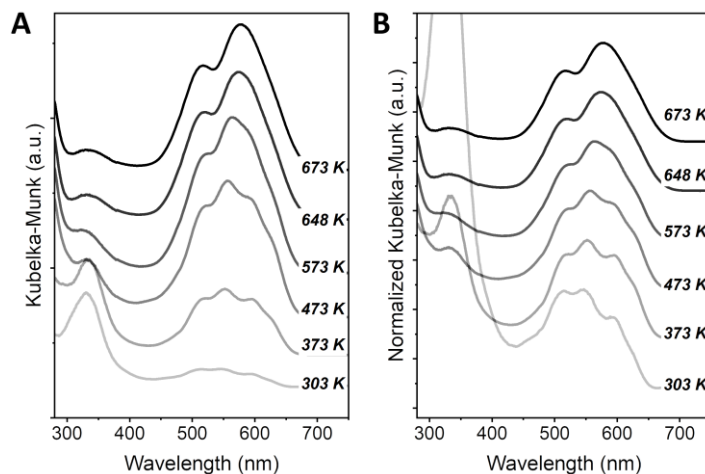 A
Kubelka-Munk (a.u.)
673 K
648 K
573 K
473 K
373 K
303 K
300 400 500 600 700
Wavelength (nm)
B
Normalized Kubelka-Munk (a.u.)
673 K
648 K
573 K
473 K
373 K
303 K
300 400 500 600 700
Wavelength (nm)